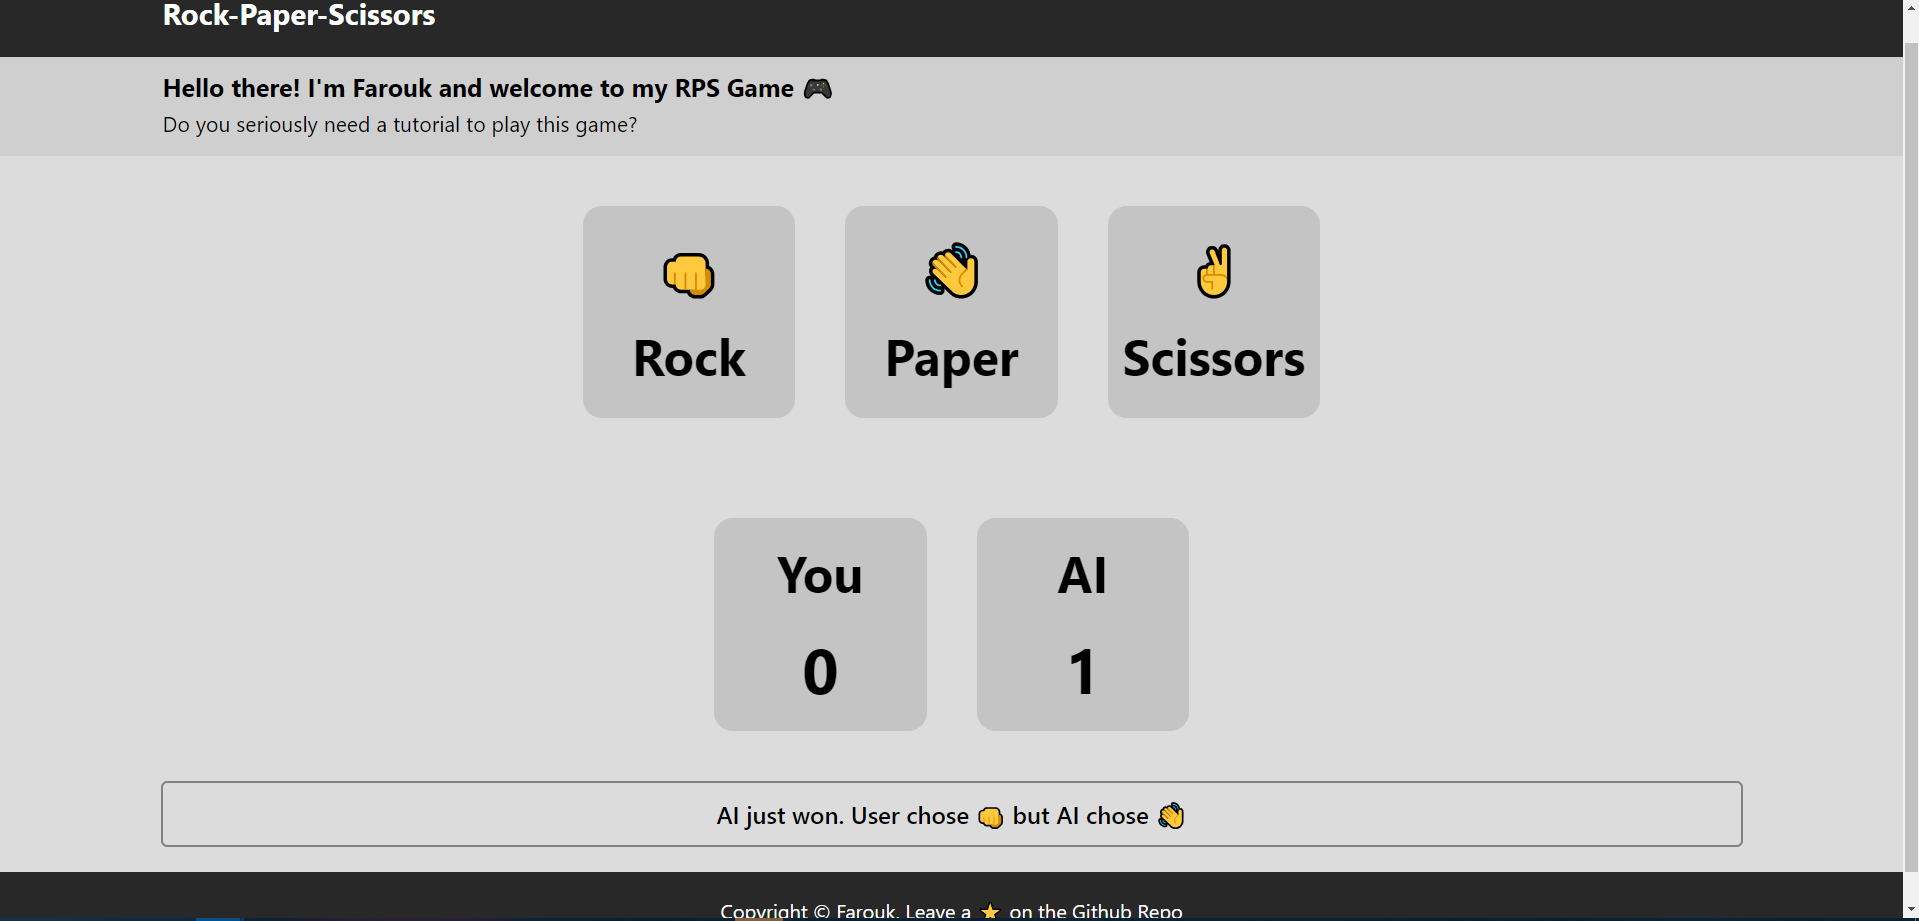 Rock-Paper-Scissors
Hello there! I'm Farouk and welcome to my RPS Game 🎮
Do you seriously need a tutorial to play this game?
👊 👋 ✌
Rock Paper Scissors
You AI
0 1
AI just won. User chose 👊 but AI chose 👋
Copyright © Farouk. Leave a ⭐ on the Github Repo